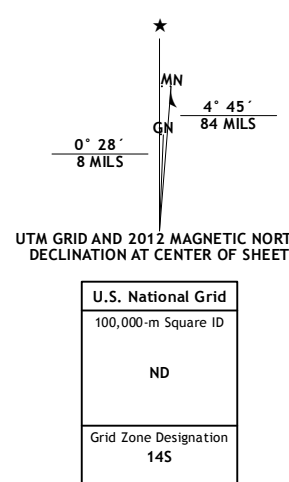 MN
4° 45´
84 MILS
GN
0° 28´
8 MILS
UTM GRID AND 2012 MAGNETIC NORT
DECLINATION AT CENTER OF SHEET
U.S. National Grid
100,000-m Square ID
ND
Grid Zone Designation
14S